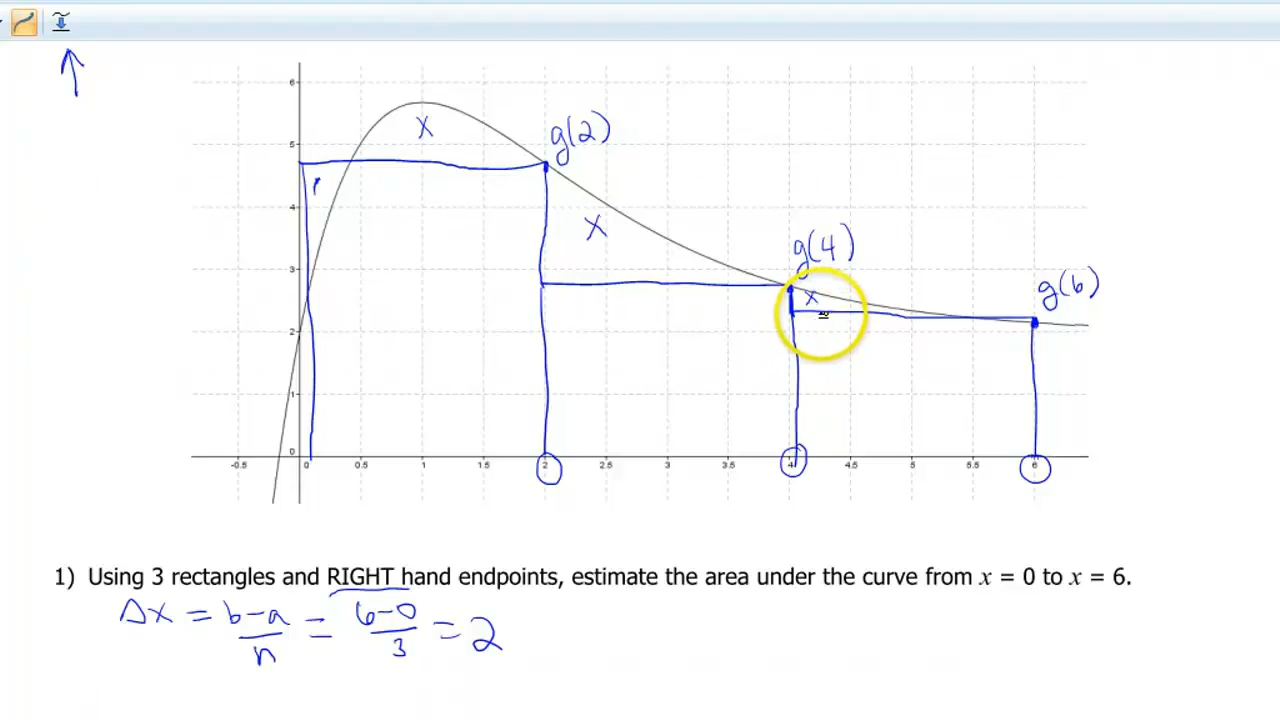 6
5
4
3
2
1
0
-0.5 0 0.5 1 1.5 2 2.5 3 3.5 4 4.5 5 5.5 6
x
g(2)
x
g(4)
x
g(6)
1) Using 3 rectangles and RIGHT hand endpoints, estimate the area under the curve from x = 0 to x = 6.
Δx = b-a/n = 6-0/3 = 2